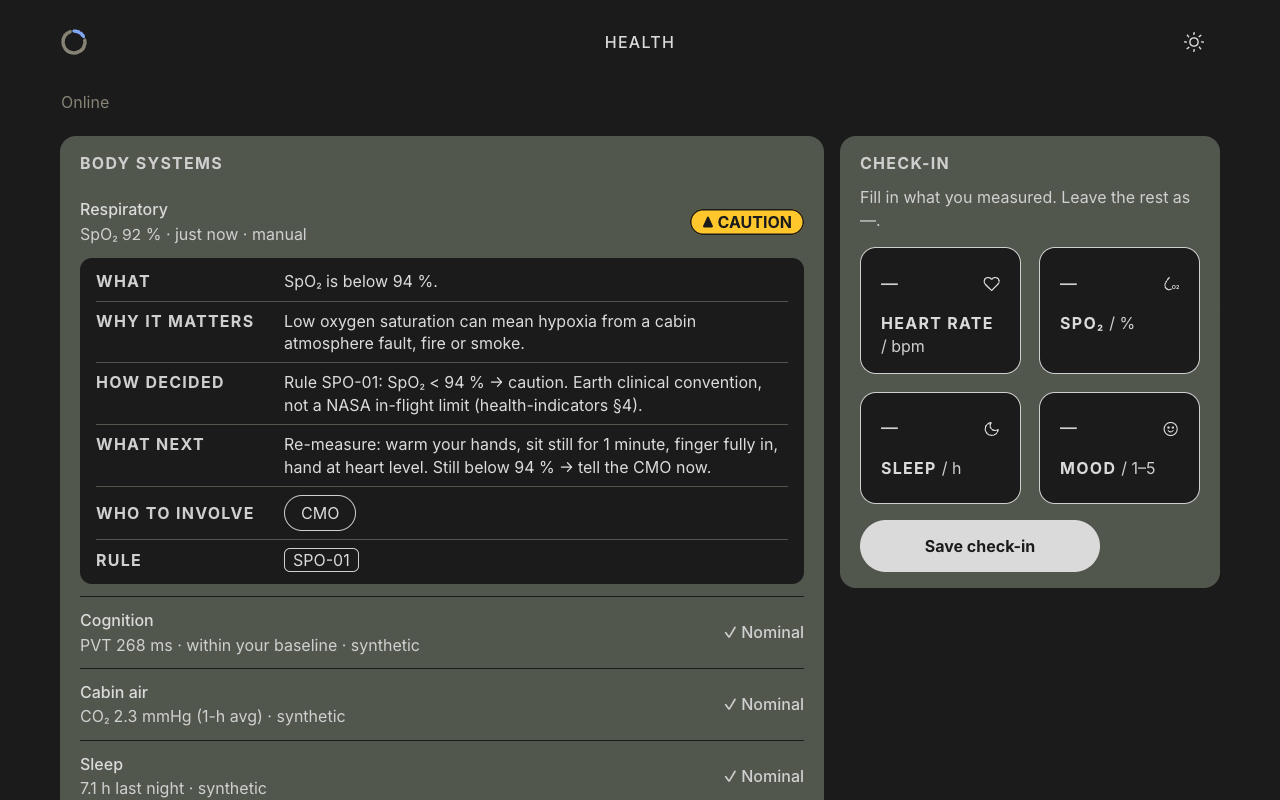 HEALTH
Online
BODY SYSTEMS
Respiratory
SpO₂ 92 % · just now · manual
CAUTION
WHAT
SpO₂ is below 94 %.
WHY IT MATTERS
Low oxygen saturation can mean hypoxia from a cabin
atmosphere fault, fire or smoke.
HOW DECIDED
Rule SPO-01: SpO₂ < 94 % → caution. Earth clinical convention,
not a NASA in-flight limit (health-indicators §4).
WHAT NEXT
Re-measure: warm your hands, sit still for 1 minute, finger fully in,
hand at heart level. Still below 94 % → tell the CMO now.
WHO TO INVOLVE
CMO
RULE
SPO-01
Cognition
PVT 268 ms · within your baseline · synthetic
✓ Nominal
Cabin air
CO₂ 2.3 mmHg (1-h avg) · synthetic
✓ Nominal
Sleep
7.1 h last night · synthetic
✓ Nominal
CHECK-IN
Fill in what you measured. Leave the rest as
—.
—
HEART RATE
/ bpm
—
O2
SPO₂ / %
—
SLEEP / h
—
MOOD / 1–5
Save check-in